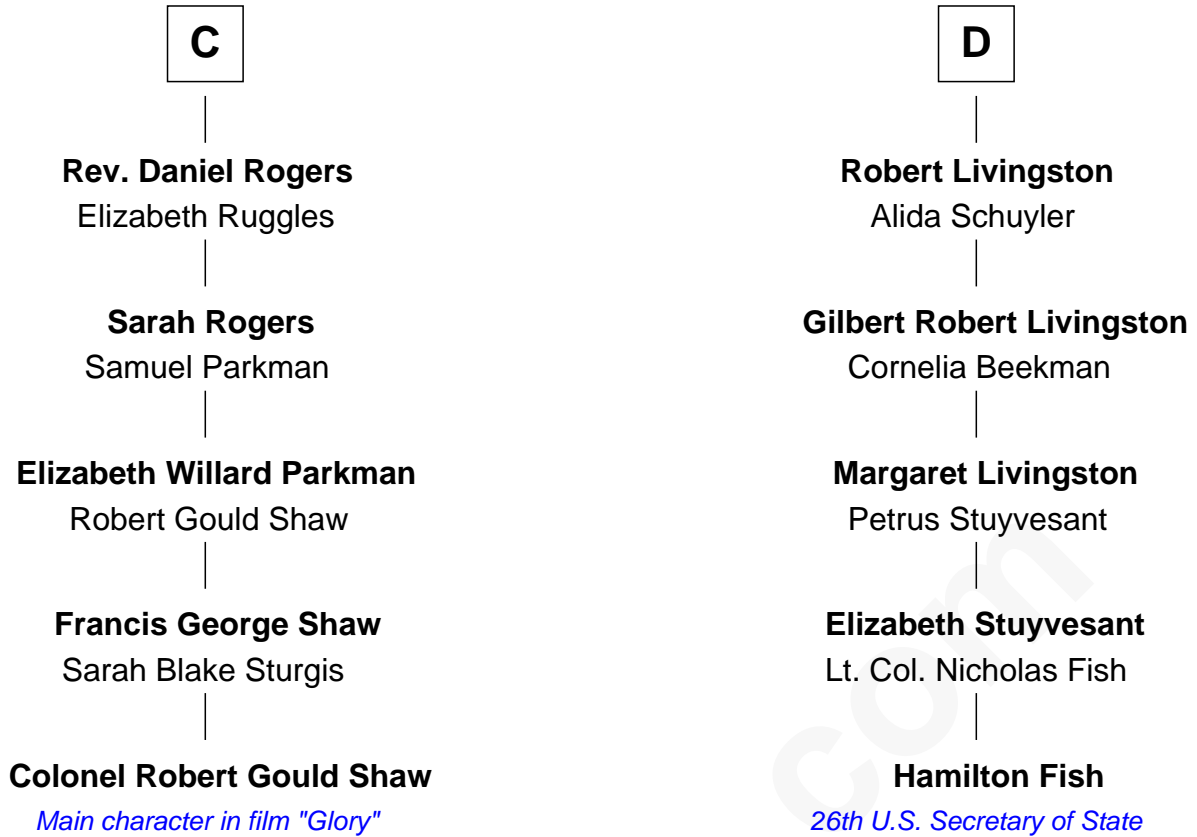 C
Rev. Daniel Rogers
Elizabeth Ruggles
Sarah Rogers
Samuel Parkman
Elizabeth Willard Parkman
Robert Gould Shaw
Francis George Shaw
Sarah Blake Sturgis
Colonel Robert Gould Shaw
Main character in film "Glory"
D
Robert Livingston
Alida Schuyler
Gilbert Robert Livingston
Cornelia Beekman
Margaret Livingston
Petrus Stuyvesant
Elizabeth Stuyvesant
Lt. Col. Nicholas Fish
Hamilton Fish
26th U.S. Secretary of State
com